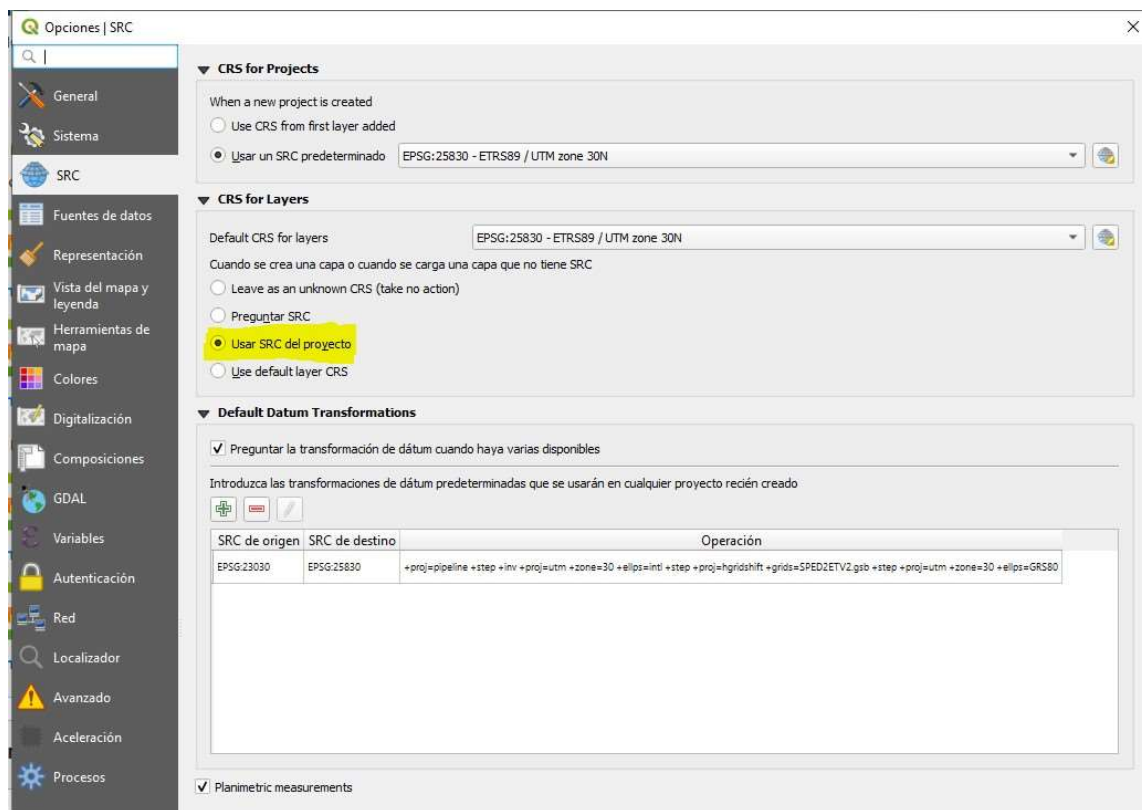 Opciones | SRC
General
Sistema
SRC
Fuentes de datos
Representación
Vista del mapa y
leyenda
Herramientas de
mapa
Colores
Digitalización
Composiciones
GDAL
Variables
Autenticación
Red
Localizador
Avanzado
Aceleración
Procesos
CRS for Projects
When a new project is created
Use CRS from first layer added
Usar un SRC predeterminado EPSG:25830 - ETRS89 / UTM zone 30N
CRS for Layers
Default CRS for layers EPSG:25830 - ETRS89 / UTM zone 30N
Cuando se crea una capa o cuando se carga una capa que no tiene SRC
Leave as an unknown CRS (take no action)
Preguntar SRC
Usar SRC del proyecto
Use default layer CRS
Default Datum Transformations
Preguntar la transformación de dátum cuando haya varias disponibles
Introduzca las transformaciones de dátum predeterminadas que se usarán en cualquier proyecto recién creado
SRC de origen SRC de destino Operación
EPSG:23030 EPSG:25830 +proj=pipeline +step +inv +proj=utm +zone=30 +ellps=intl +step +proj=hgridshift +grids=SPED2ETV2.gsb +step +proj=utm +zone=30 +ellps=GRS80
Planimetric measurements